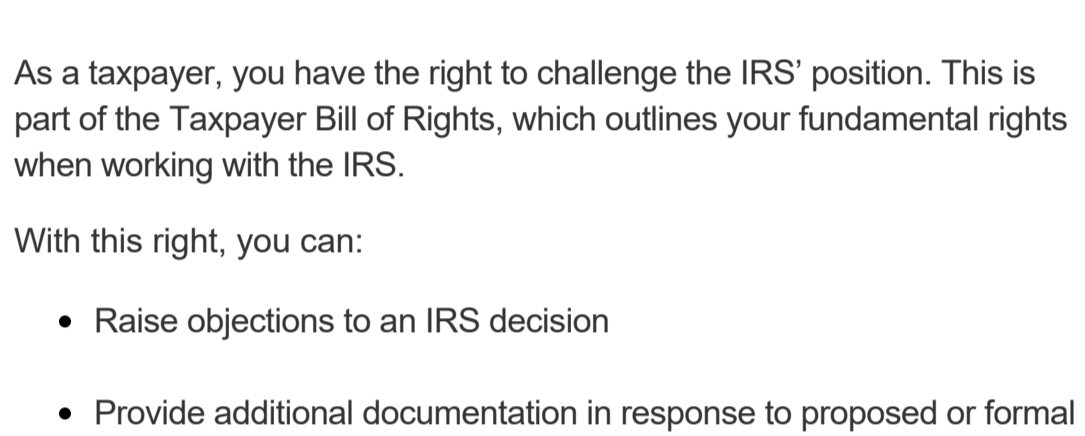 As a taxpayer, you have the right to challenge the IRS’ position. This is
part of the Taxpayer Bill of Rights, which outlines your fundamental rights
when working with the IRS.
With this right, you can:
• Raise objections to an IRS decision
• Provide additional documentation in response to proposed or formal